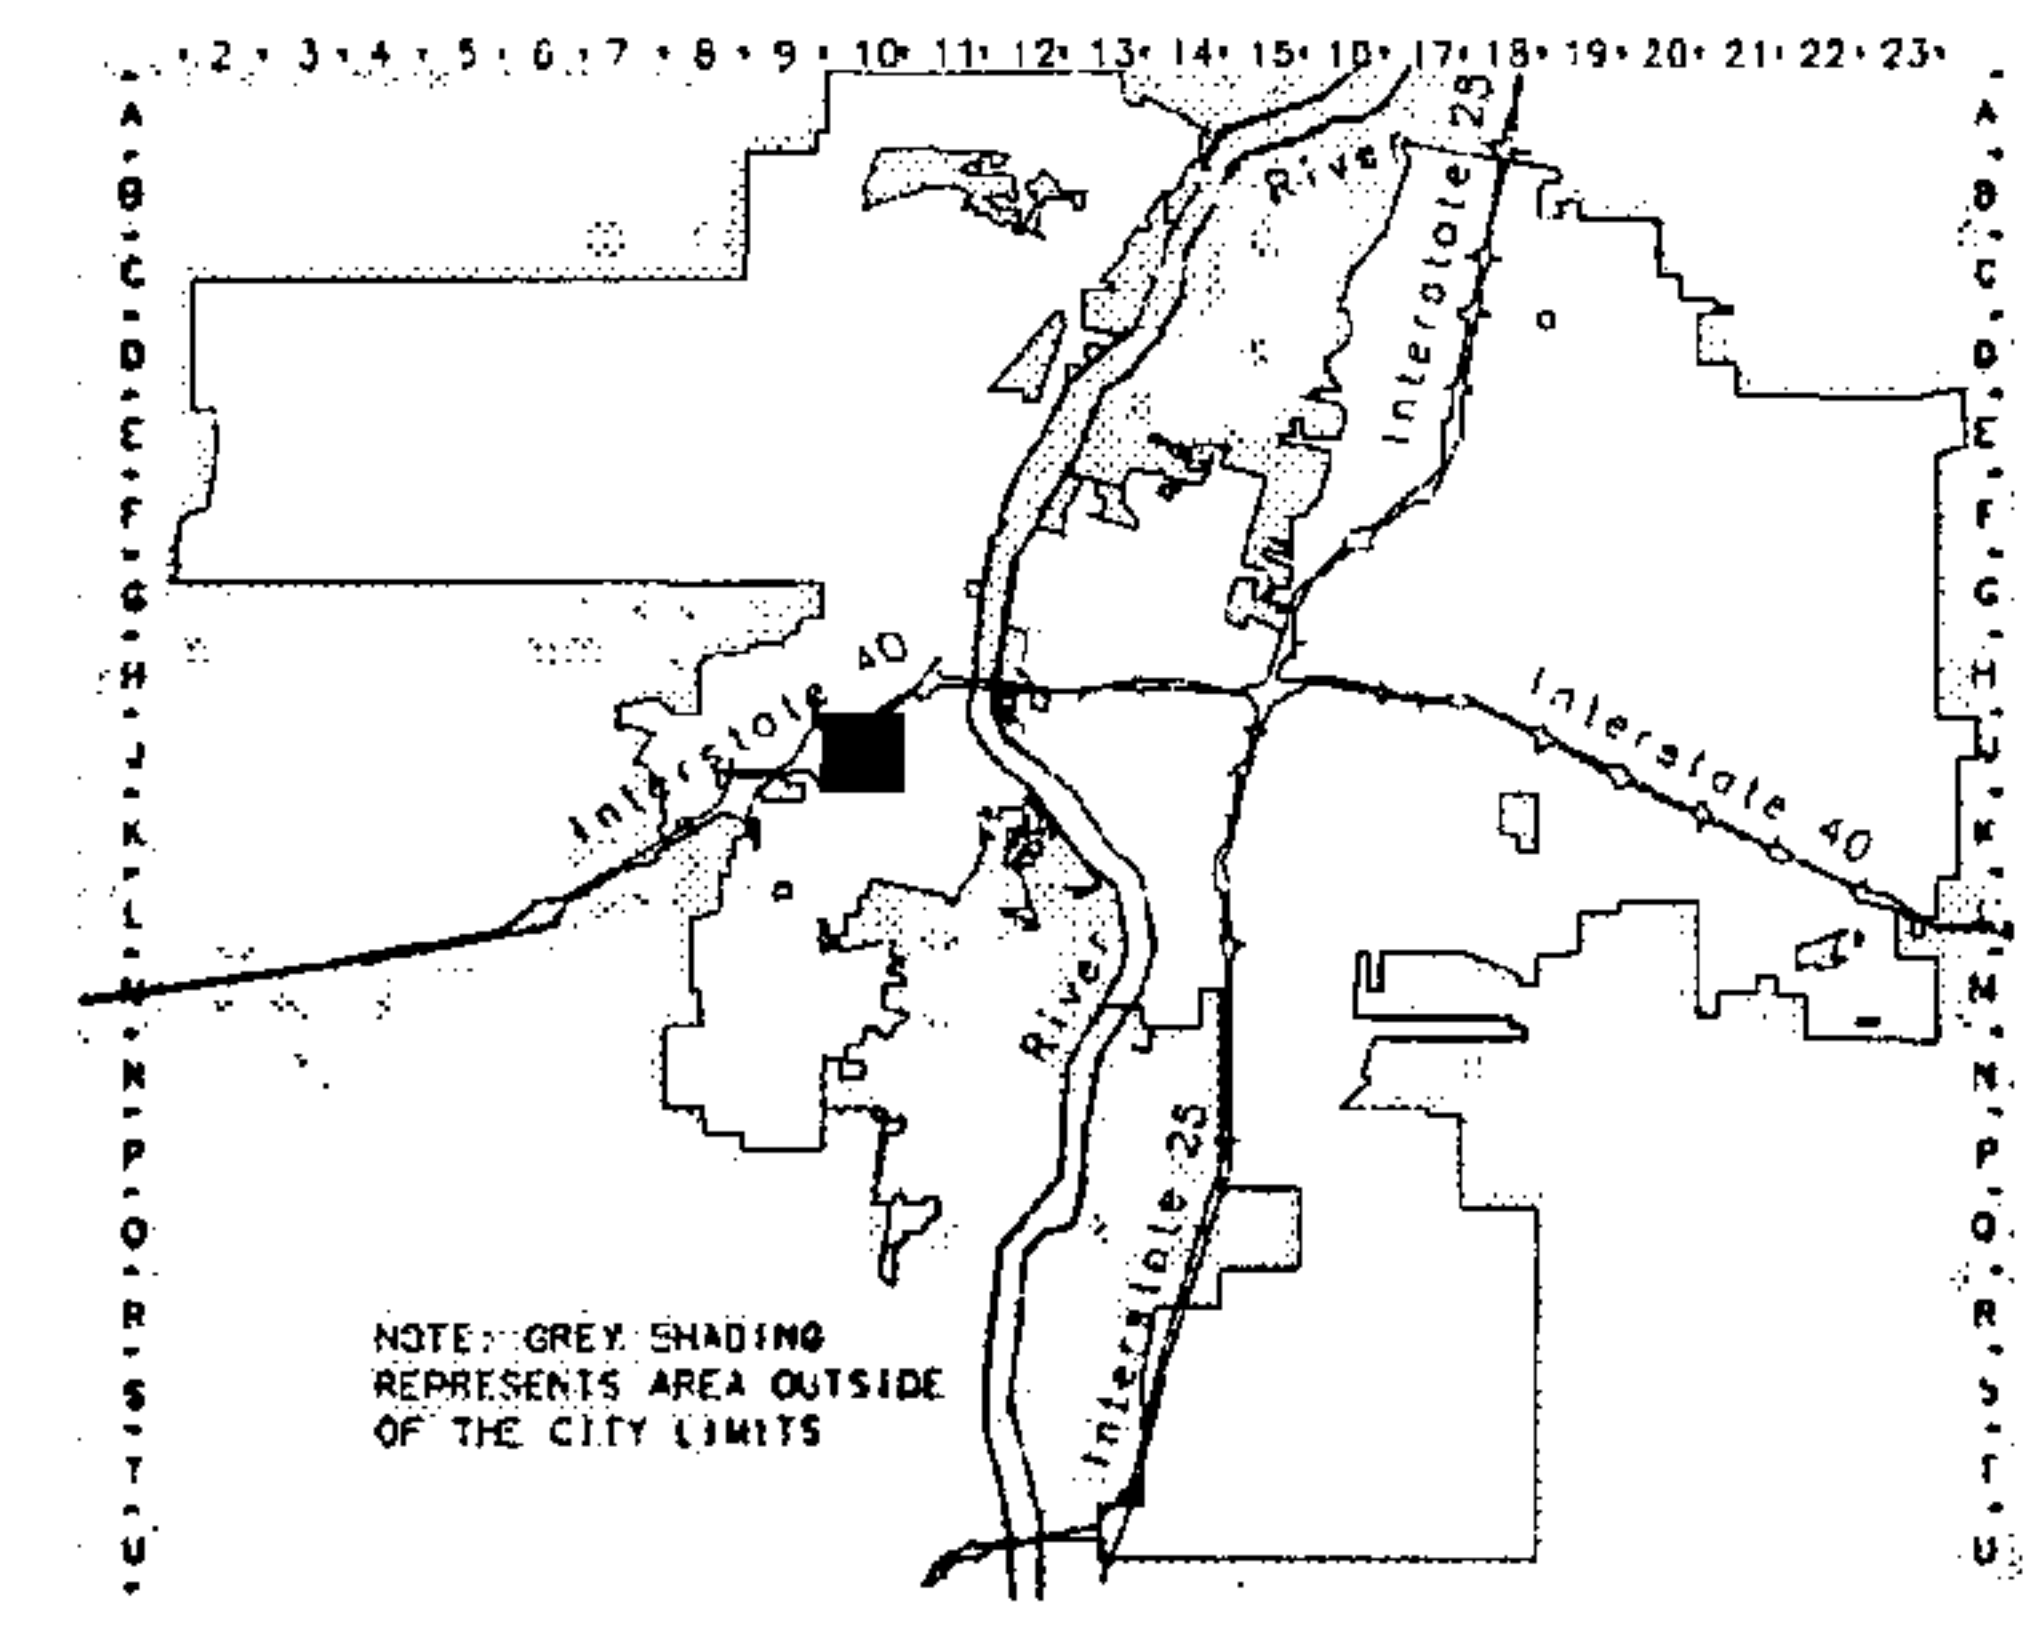 2 3 4 5 6 7 8 9 10 11 12 13 14 15 16 17 18 19 20 21 22 23
A
B
C
D
E
F
G
H
J
K
L
M
N
P
Q
R
S
T
U
A
B
C
D
E
F
G
H
J
K
L
M
N
P
Q
R
S
T
U
River
Interstate 25
Interstate 40
Interstate 40
River
Interstate 25
NOTE: GREY SHADING
REPRESENTS AREA OUTSIDE
OF THE CITY LIMITS